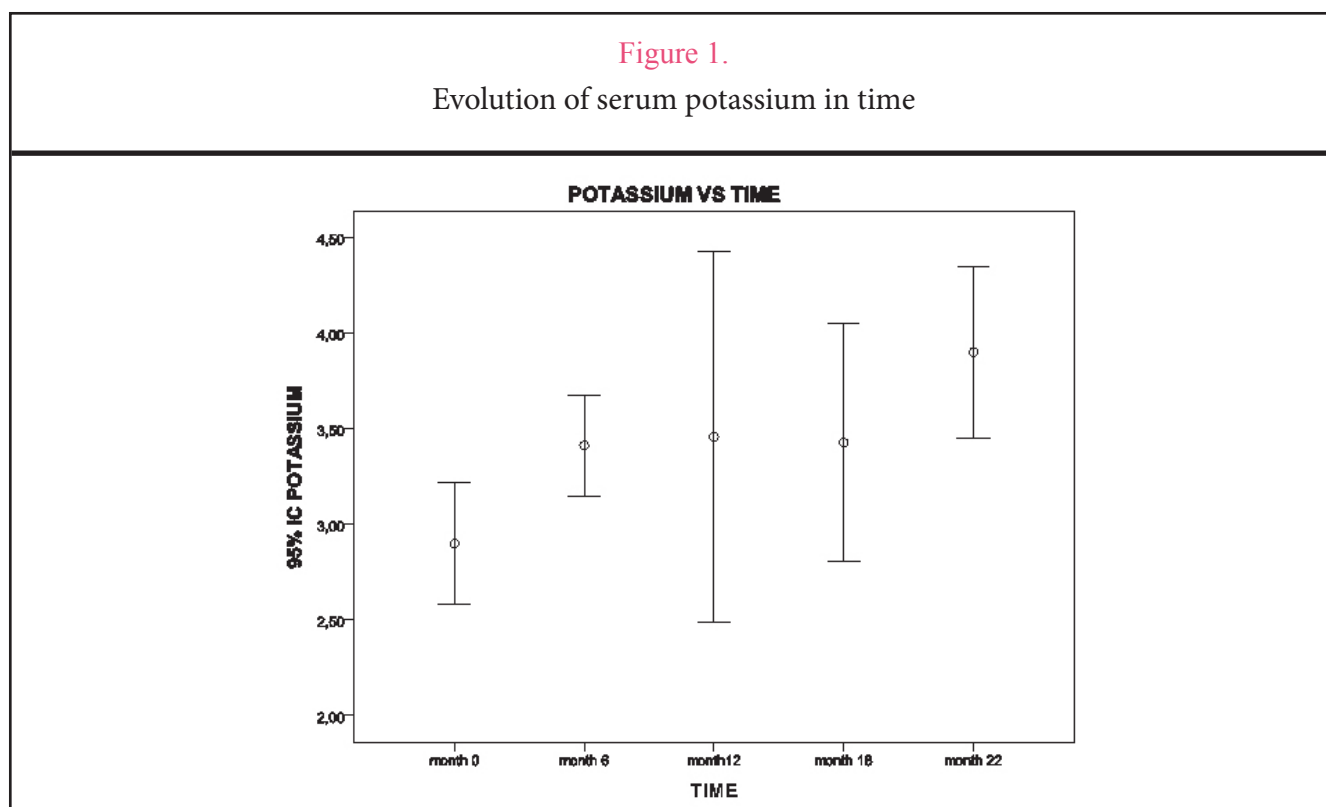 Figure 1.
Evolution of serum potassium in time
POTASSIUM VS TIME
4,50
4,00
3,50
3,00
2,50
2,00
95% IC POTASSIUM
month 0
month 6
month12
month 18
month 22
TIME